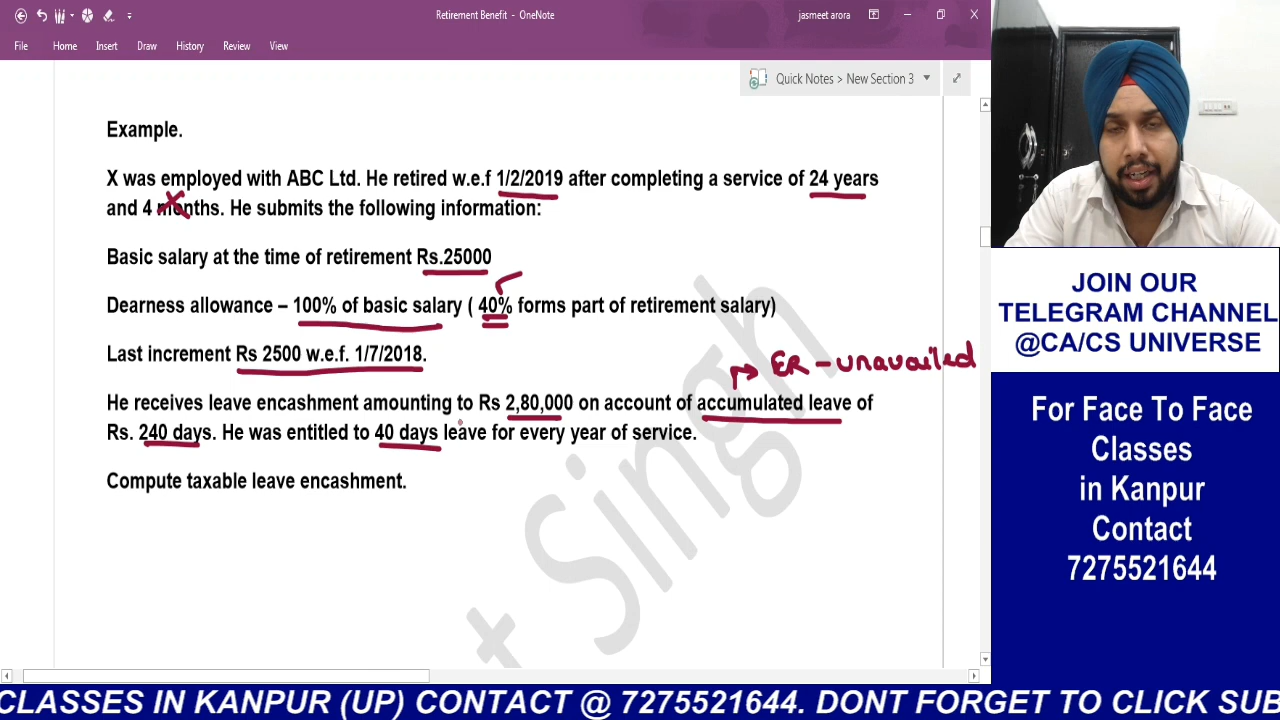 Retirement Benefit - OneNote
jasmeet arora
File Home Insert Draw History Review View
Quick Notes > New Section 3
Example.
X was employed with ABC Ltd. He retired w.e.f 1/2/2019 after completing a service of 24 years
and 4 months. He submits the following information:
Basic salary at the time of retirement Rs.25000
Dearness allowance – 100% of basic salary ( 40% forms part of retirement salary)
Last increment Rs 2500 w.e.f. 1/7/2018.
ER - unavailed
He receives leave encashment amounting to Rs 2,80,000 on account of accumulated leave of
Rs. 240 days. He was entitled to 40 days leave for every year of service.
Compute taxable leave encashment.
t Singh
JOIN OUR
TELEGRAM CHANNEL
@CA/CS UNIVERSE
For Face To Face
Classes
in Kanpur
Contact
7275521644
CLASSES IN KANPUR (UP) CONTACT @ 7275521644. DONT FORGET TO CLICK SUB